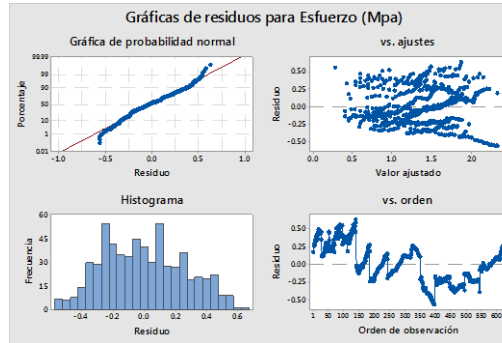 Gráficas de residuos para Esfuerzo (Mpa)
Gráfica de probabilidad normal
99.99
99
90
50
10
1
0.01
Porcentaje
-1.0 -0.5 0.0 0.5 1.0
Residuo
vs. ajustes
0.50
0.25
0.00
-0.25
-0.50
Residuo
0.0 0.5 1.0 1.5 2.0
Valor ajustado
Histograma
60
45
30
15
0
Frecuencia
-0.4 -0.2 0.0 0.2 0.4 0.6
Residuo
vs. orden
0.50
0.25
0.00
-0.25
-0.50
Residuo
1 50 100 150 200 250 300 350 400 450 500 550 600
Orden de observación